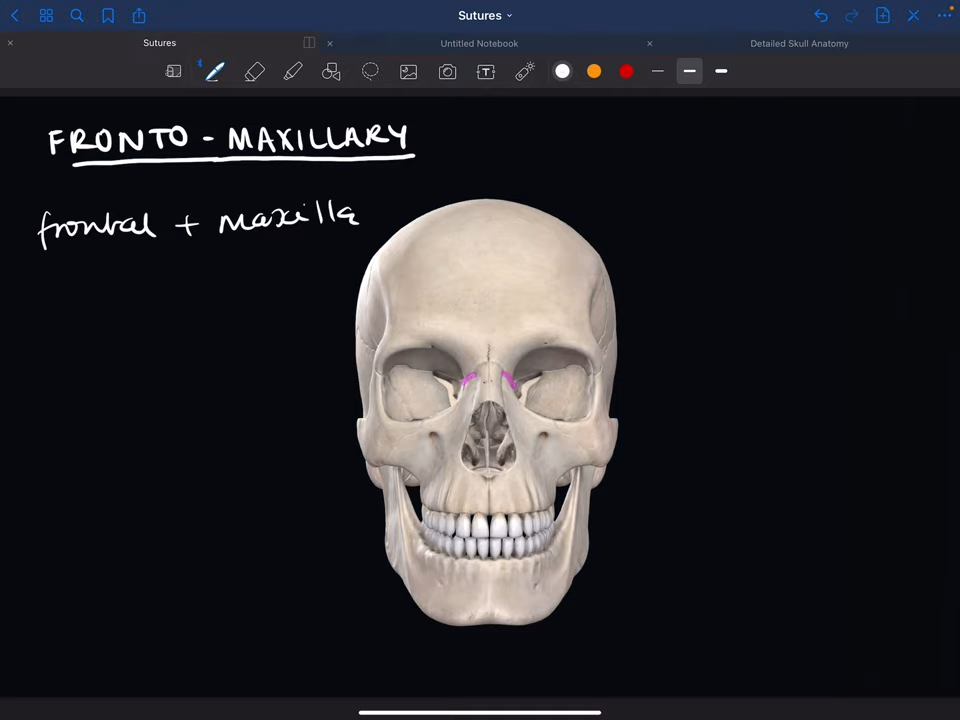 Sutures
Sutures
Untitled Notebook
Detailed Skull Anatomy
FRONTO - MAXILLARY
frontal + maxilla